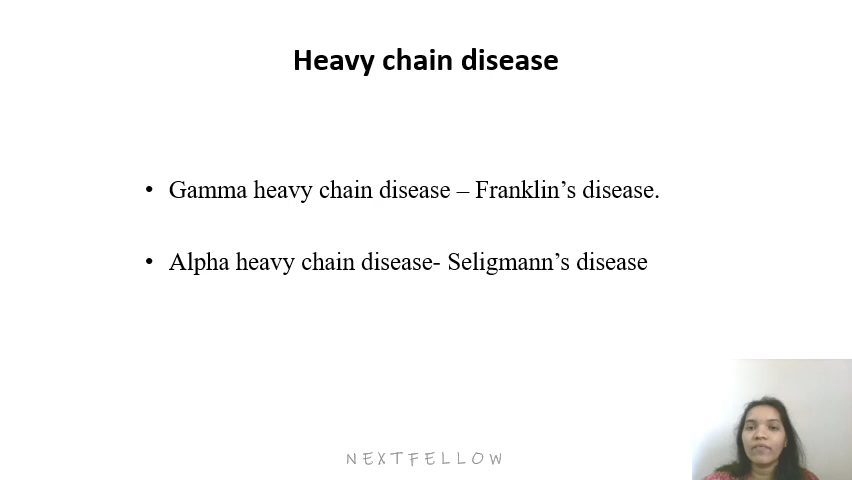 Heavy chain disease
• Gamma heavy chain disease – Franklin’s disease.
• Alpha heavy chain disease- Seligmann’s disease
NEXTFELLOW